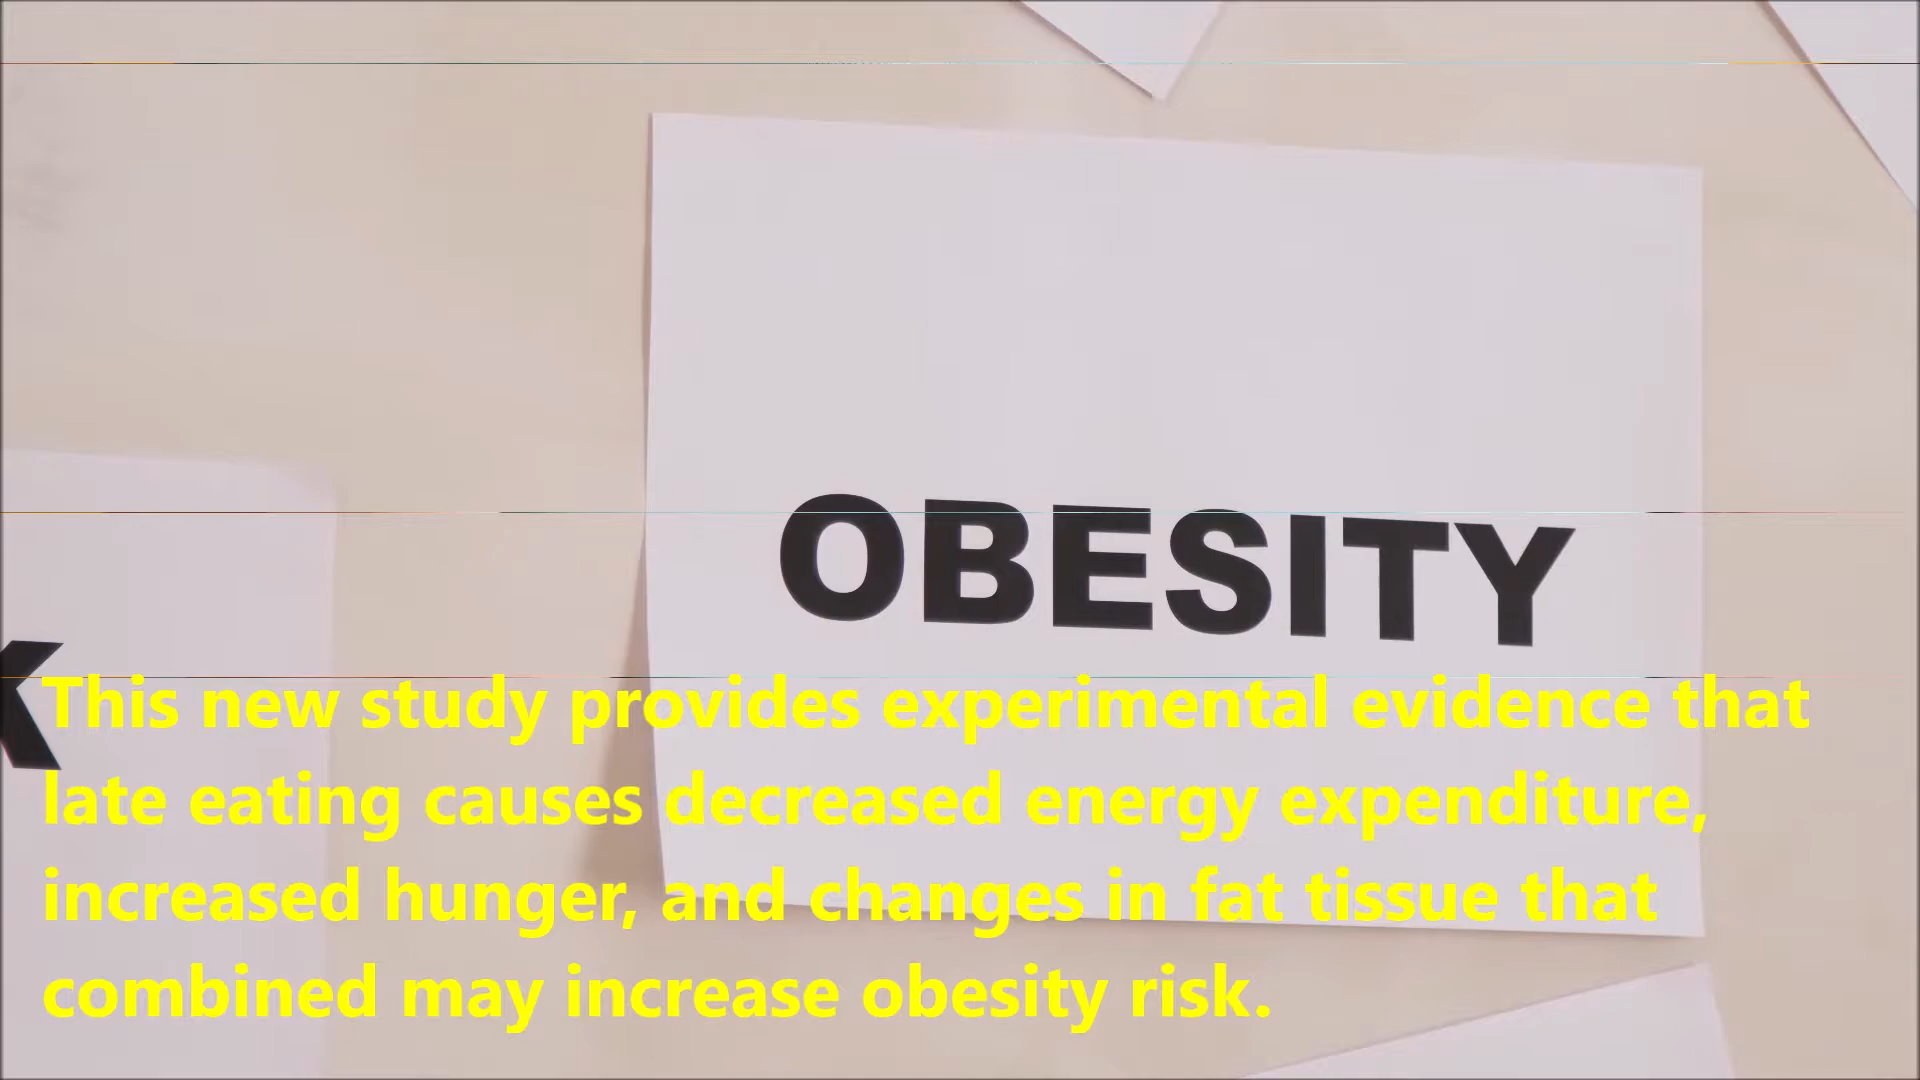 OBESITY
K
This new study provides experimental evidence that
late eating causes decreased energy expenditure,
increased hunger, and changes in fat tissue that
combined may increase obesity risk.